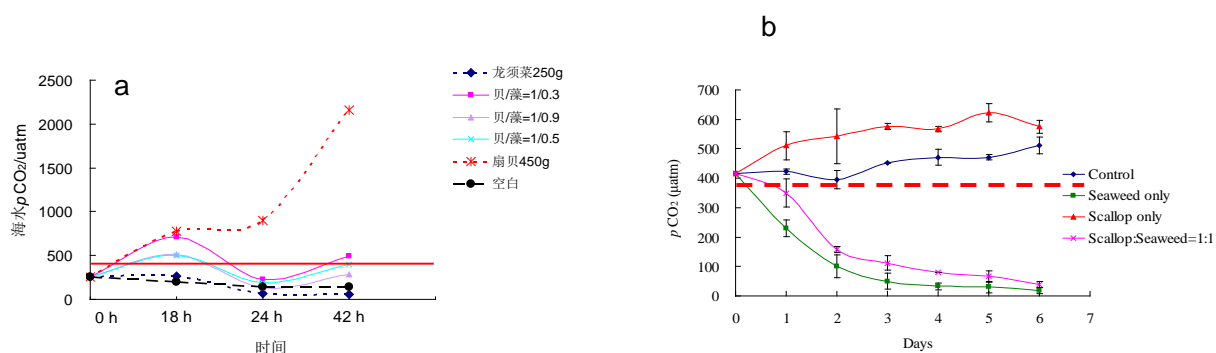 a
海水pCO2/uatm
2500
2000
1500
1000
500
0
0 h
18 h
24 h
42 h
时间
龙须菜250g
贝/藻=1/0.3
贝/藻=1/0.9
贝/藻=1/0.5
扇贝450g
空白
b
p CO2 (μatm)
700
600
500
400
300
200
100
0
0
1
2
3
4
5
6
7
Days
Control
Seaweed only
Scallop only
Scallop:Seaweed=1:1